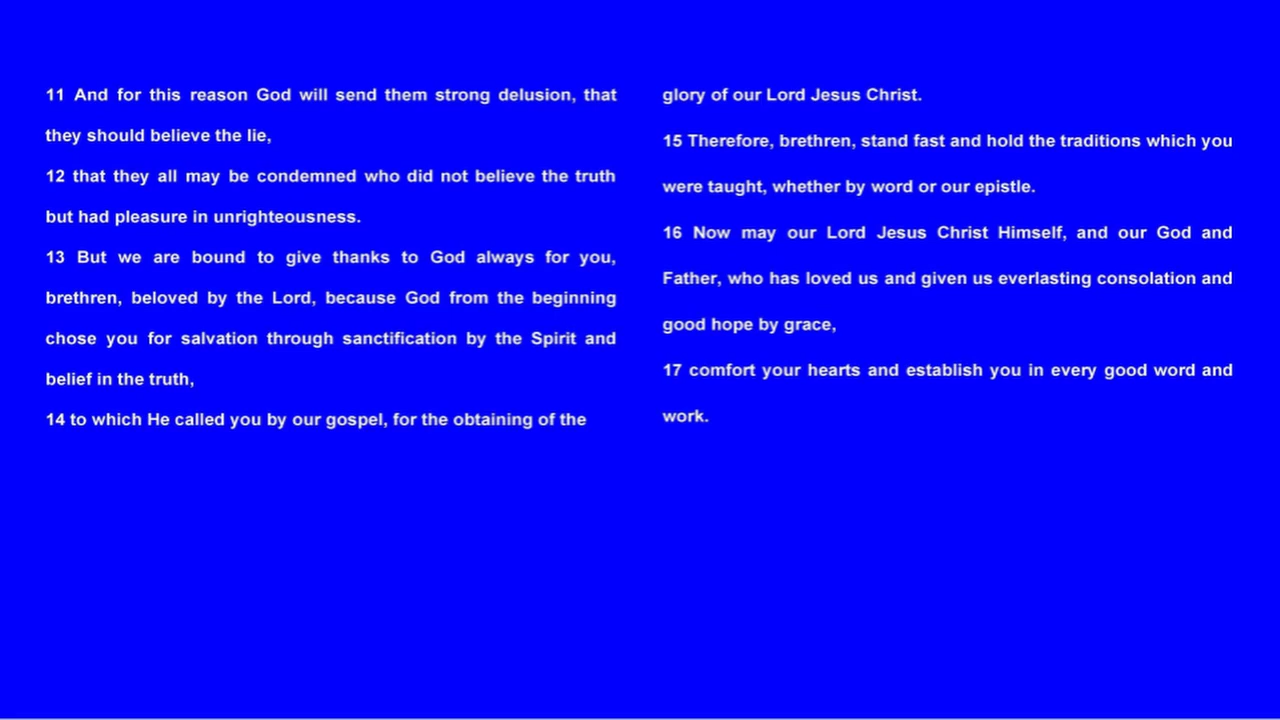 11 And for this reason God will send them strong delusion, that
they should believe the lie,
12 that they all may be condemned who did not believe the truth
but had pleasure in unrighteousness.
13 But we are bound to give thanks to God always for you,
brethren, beloved by the Lord, because God from the beginning
chose you for salvation through sanctification by the Spirit and
belief in the truth,
14 to which He called you by our gospel, for the obtaining of the
glory of our Lord Jesus Christ.
15 Therefore, brethren, stand fast and hold the traditions which you
were taught, whether by word or our epistle.
16 Now may our Lord Jesus Christ Himself, and our God and
Father, who has loved us and given us everlasting consolation and
good hope by grace,
17 comfort your hearts and establish you in every good word and
work.